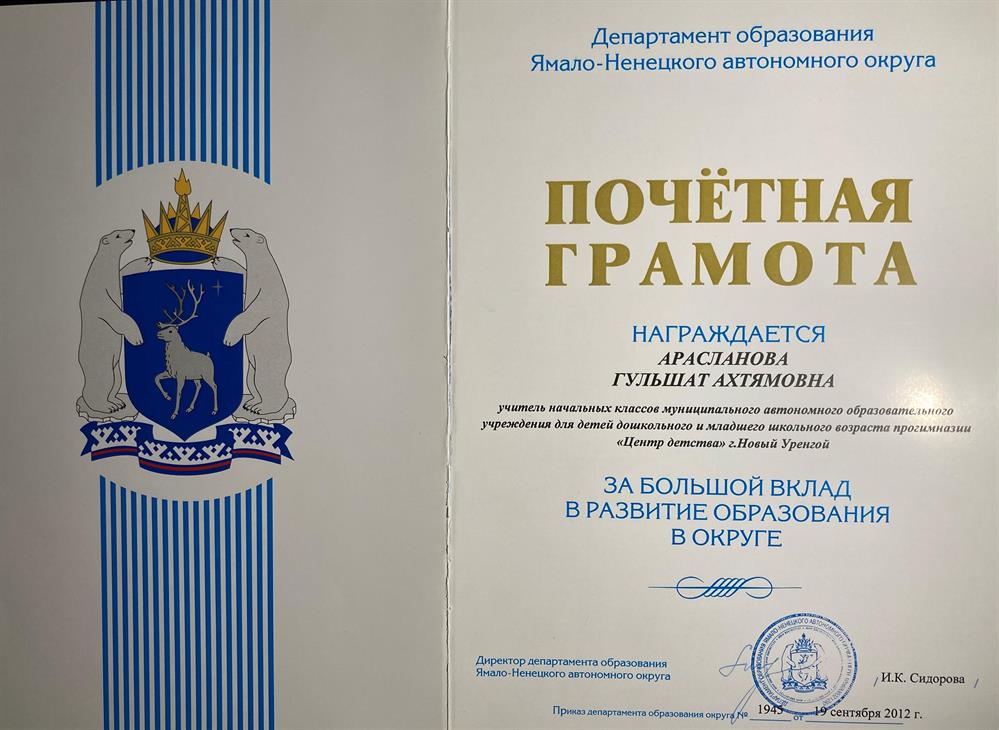 Департамент образования
Ямало-Ненецкого автономного округа
ПОЧЁТНАЯ
ГРАМОТА
НАГРАЖДАЕТСЯ
АРАСЛАНОВА
ГУЛЬШАТ АХТЯМОВНА
учитель начальных классов муниципального автономного образовательного
учреждения для детей дошкольного и младшего школьного возраста прогимназии
«Центр детства» г.Новый Уренгой
ЗА БОЛЬШОЙ ВКЛАД
В РАЗВИТИЕ ОБРАЗОВАНИЯ
В ОКРУГЕ
Директор департамента образования
Ямало-Ненецкого автономного округа
И.К. Сидорова
Приказ департамента образования округа № 1945 от 19 сентября 2012 г.